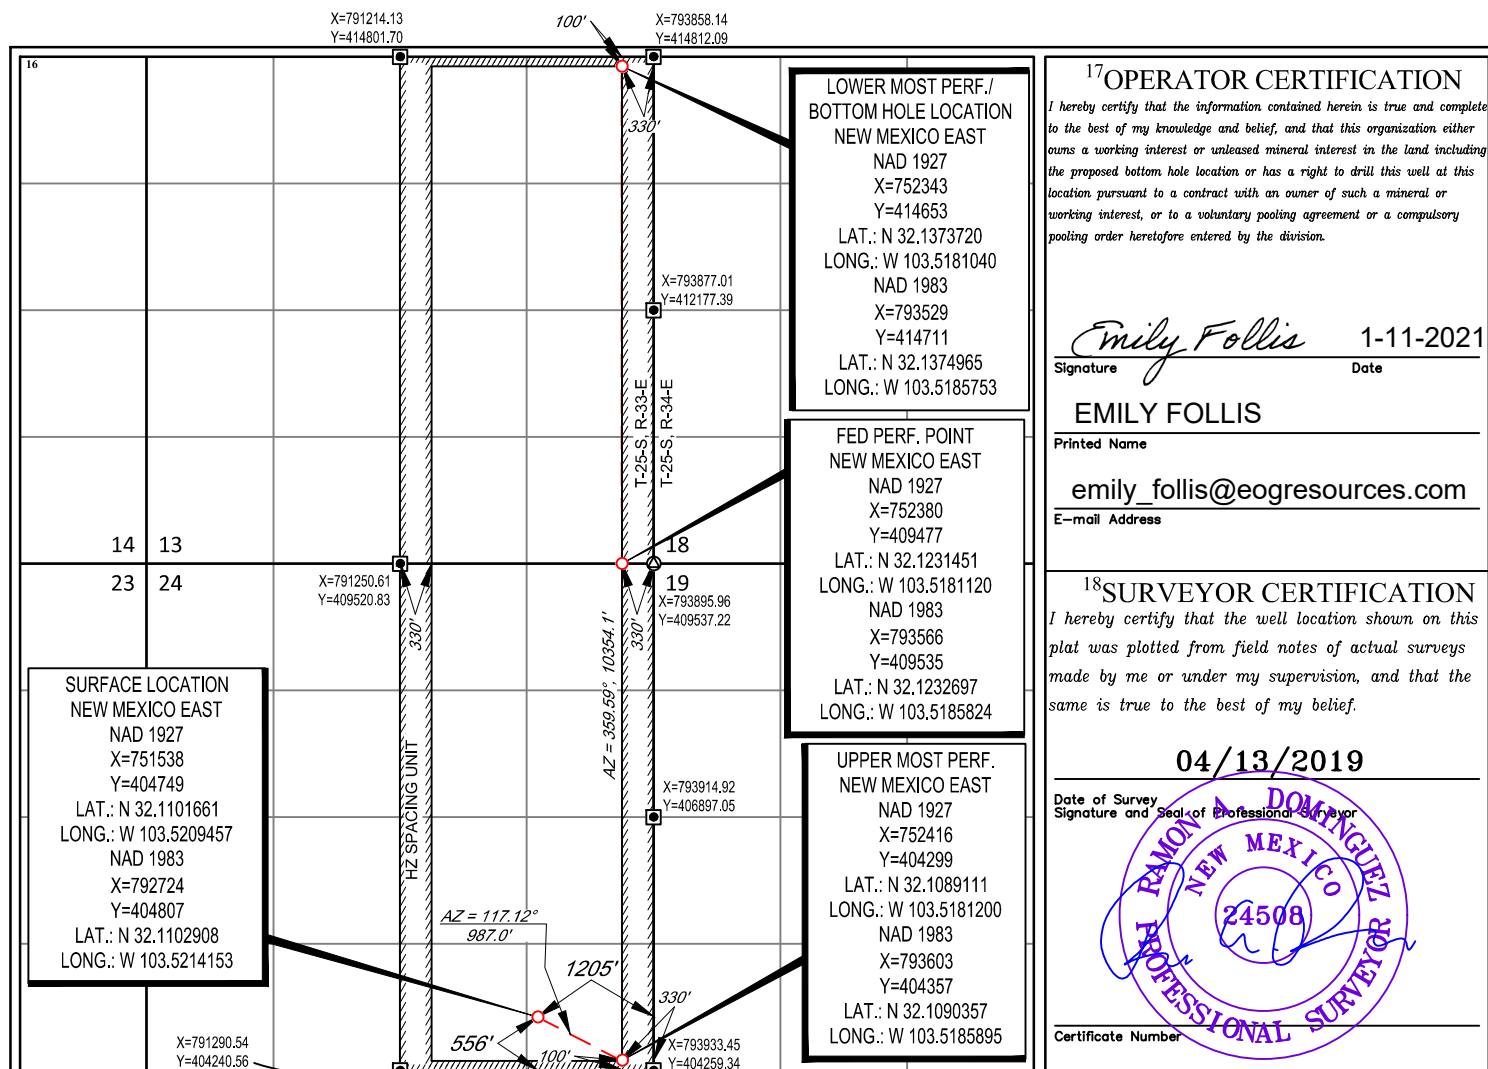 X=791214.13
Y=414801.70
100'
X=793858.14
Y=414812.09
16
330'
LOWER MOST PERF./
BOTTOM HOLE LOCATION
NEW MEXICO EAST
NAD 1927
X=752343
Y=414653
LAT.: N 32.1373720
LONG.: W 103.5181040
NAD 1983
X=793529
Y=414711
LAT.: N 32.1374965
LONG.: W 103.5185753
X=793877.01
Y=412177.39
T-25-S, R-33-E
T-25-S, R-34-E
FED PERF. POINT
NEW MEXICO EAST
NAD 1927
X=752380
Y=409477
LAT.: N 32.1231451
LONG.: W 103.5181120
NAD 1983
X=793566
Y=409535
LAT.: N 32.1232697
LONG.: W 103.5185824
14 13
23 24
18
19
X=791250.61
Y=409520.83
330'
330'
X=793895.96
Y=409537.22
AZ = 359.59°, 10354.1'
HZ SPACING UNIT
SURFACE LOCATION
NEW MEXICO EAST
NAD 1927
X=751538
Y=404749
LAT.: N 32.1101661
LONG.: W 103.5209457
NAD 1983
X=792724
Y=404807
LAT.: N 32.1102908
LONG.: W 103.5214153
X=793914.92
Y=406897.05
UPPER MOST PERF.
NEW MEXICO EAST
NAD 1927
X=752416
Y=404299
LAT.: N 32.1089111
LONG.: W 103.5181200
NAD 1983
X=793603
Y=404357
LAT.: N 32.1090357
LONG.: W 103.5185895
AZ = 117.12°
987.0'
1205'
330'
556'
100'
X=791290.54
Y=404240.56
X=793933.45
Y=404259.34
17 OPERATOR CERTIFICATION
I hereby certify that the information contained herein is true and complete
to the best of my knowledge and belief, and that this organization either
owns a working interest or unleased mineral interest in the land including
the proposed bottom hole location or has a right to drill this well at this
location pursuant to a contract with an owner of such a mineral or
working interest, or to a voluntary pooling agreement or a compulsory
pooling order heretofore entered by the division.
Emily Follis 1-11-2021
Signature Date
EMILY FOLLIS
Printed Name
emily_follis@eogresources.com
E-mail Address
18 SURVEYOR CERTIFICATION
I hereby certify that the well location shown on this
plat was plotted from field notes of actual surveys
made by me or under my supervision, and that the
same is true to the best of my belief.
04/13/2019
Date of Survey
Signature and Seal of Professional Surveyor
RAMON A. DOMINGUEZ
NEW MEXICO
24508
PROFESSIONAL SURVEYOR
Certificate Number